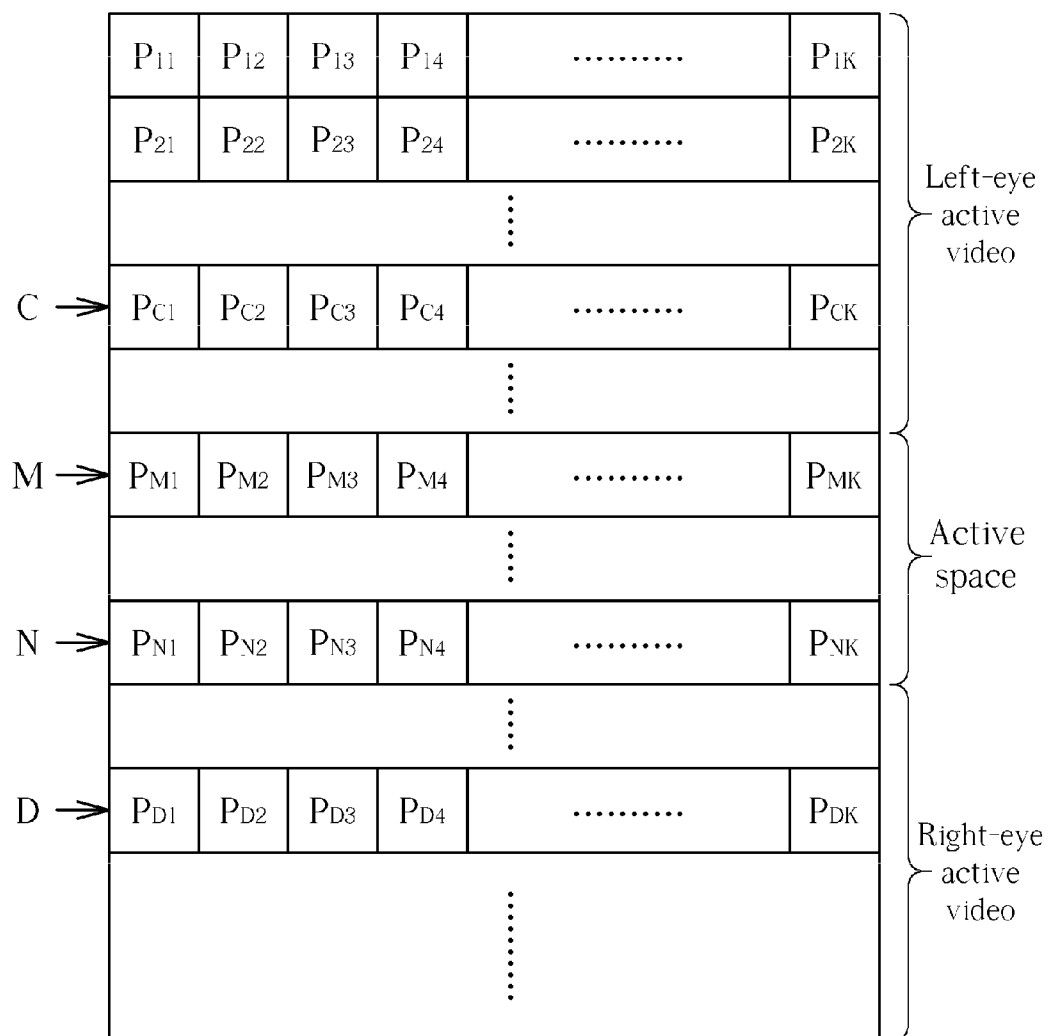 P11 P12 P13 P14 .......... P1K
P21 P22 P23 P24 .......... P2K
Left-eye
active
video
C PC1 PC2 PC3 PC4 .......... PCK
M PM1 PM2 PM3 PM4 .......... PMK
Active
space
N PN1 PN2 PN3 PN4 .......... PNK
D PD1 PD2 PD3 PD4 .......... PDK
Right-eye
active
video